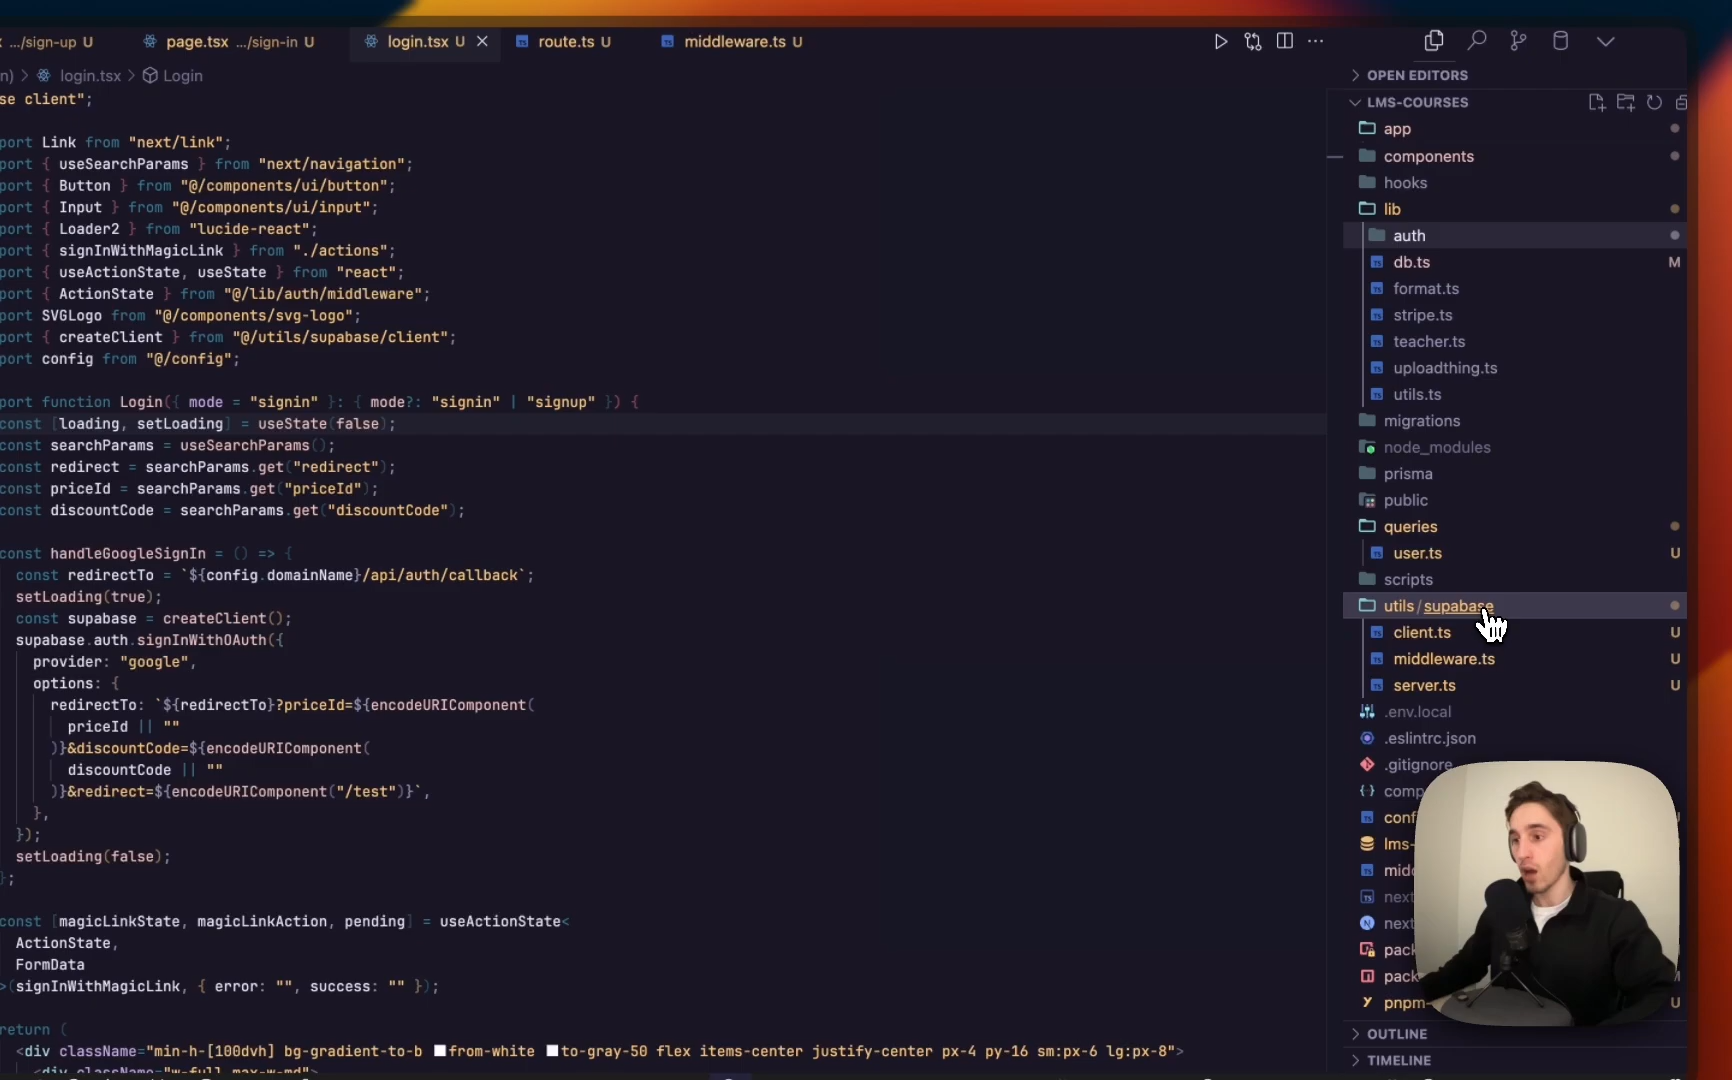 .../sign-up U
page.tsx .../sign-in U
login.tsx U
route.ts U
middleware.ts U
n) > login.tsx > Login
se client";
port Link from "next/link";
port { useSearchParams } from "next/navigation";
port { Button } from "@/components/ui/button";
port { Input } from "@/components/ui/input";
port { Loader2 } from "lucide-react";
port { signInWithMagicLink } from "./actions";
port { useActionState, useState } from "react";
port { ActionState } from "@/lib/auth/middleware";
port SVGLogo from "@/components/svg-logo";
port { createClient } from "@/utils/supabase/client";
port config from "@/config";
port function Login({ mode = "signin" }: { mode?: "signin" | "signup" }) {
const [loading, setLoading] = useState(false);
const searchParams = useSearchParams();
const redirect = searchParams.get("redirect");
const priceId = searchParams.get("priceId");
const discountCode = searchParams.get("discountCode");
const handleGoogleSignIn = () => {
const redirectTo = `${config.domainName}/api/auth/callback`;
setLoading(true);
const supabase = createClient();
supabase.auth.signInWithOAuth({
provider: "google",
options: {
redirectTo: `${redirectTo}?priceId=${encodeURIComponent(
priceId || ""
)}&discountCode=${encodeURIComponent(
discountCode || ""
)}&redirect=${encodeURIComponent("/test")}`,
},
});
setLoading(false);
};
const [magicLinkState, magicLinkAction, pending] = useActionState<
ActionState,
FormData
>(signInWithMagicLink, { error: "", success: "" });
return (
<div className="min-h-[100dvh] bg-gradient-to-b from-white to-gray-50 flex items-center justify-center px-4 py-16 sm:px-6 lg:px-8">
<div className="w-full max-w-md">
OPEN EDITORS
LMS-COURSES
app
components
hooks
lib
auth
db.ts M
format.ts
stripe.ts
teacher.ts
uploadthing.ts
utils.ts
migrations
node_modules
prisma
public
queries
user.ts U
scripts
utils/supabase
client.ts U
middleware.ts U
server.ts U
.env.local
.eslintrc.json
.gitignore
comp
conf
lms-
mid
next
next
pack
pack
pnpm- U
OUTLINE
TIMELINE